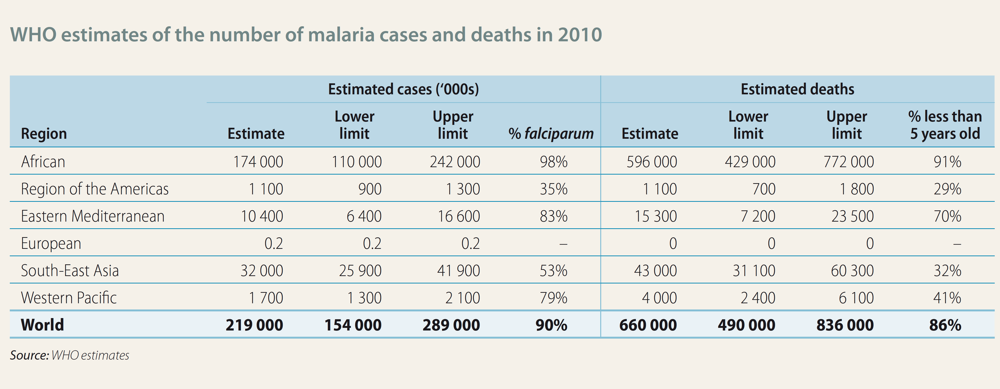 WHO estimates of the number of malaria cases and deaths in 2010
Estimated cases (‘000s) Estimated deaths
Region Estimate Lower limit Upper limit % falciparum Estimate Lower limit Upper limit % less than 5 years old
African 174 000 110 000 242 000 98% 596 000 429 000 772 000 91%
Region of the Americas 1 100 900 1 300 35% 1 100 700 1 800 29%
Eastern Mediterranean 10 400 6 400 16 600 83% 15 300 7 200 23 500 70%
European 0.2 0.2 0.2 – 0 0 0 –
South-East Asia 32 000 25 900 41 900 53% 43 000 31 100 60 300 32%
Western Pacific 1 700 1 300 2 100 79% 4 000 2 400 6 100 41%
World 219 000 154 000 289 000 90% 660 000 490 000 836 000 86%
Source: WHO estimates